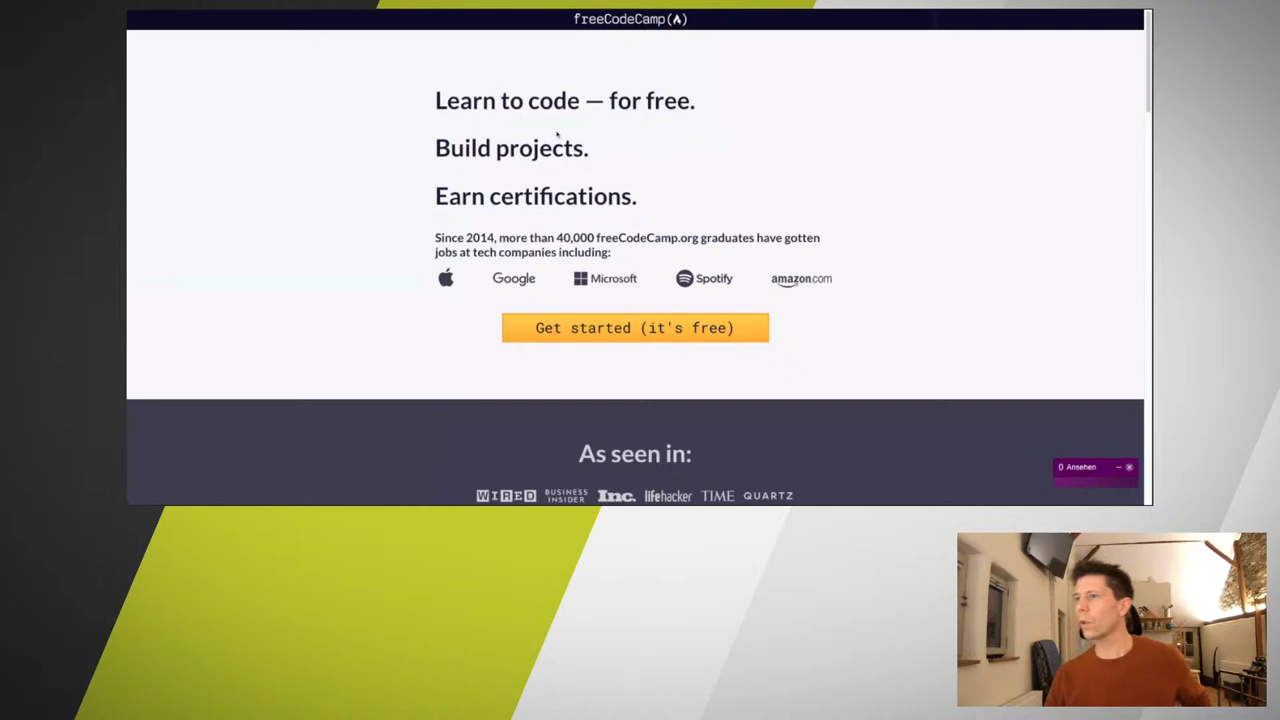 freeCodeCamp(🔥)
Learn to code — for free.
Build projects.
Earn certifications.
Since 2014, more than 40,000 freeCodeCamp.org graduates have gotten
jobs at tech companies including:
Google Microsoft Spotify amazon.com
Get started (it's free)
As seen in:
WIRED BUSINESS INSIDER Inc. lifehacker TIME QUARTZ
0 Ansehen